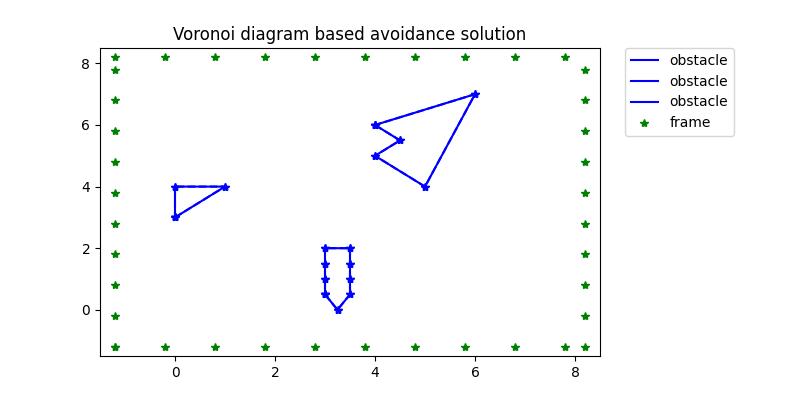 Voronoi diagram based avoidance solution
obstacle
obstacle
obstacle
frame
8
6
4
2
0
0 2 4 6 8